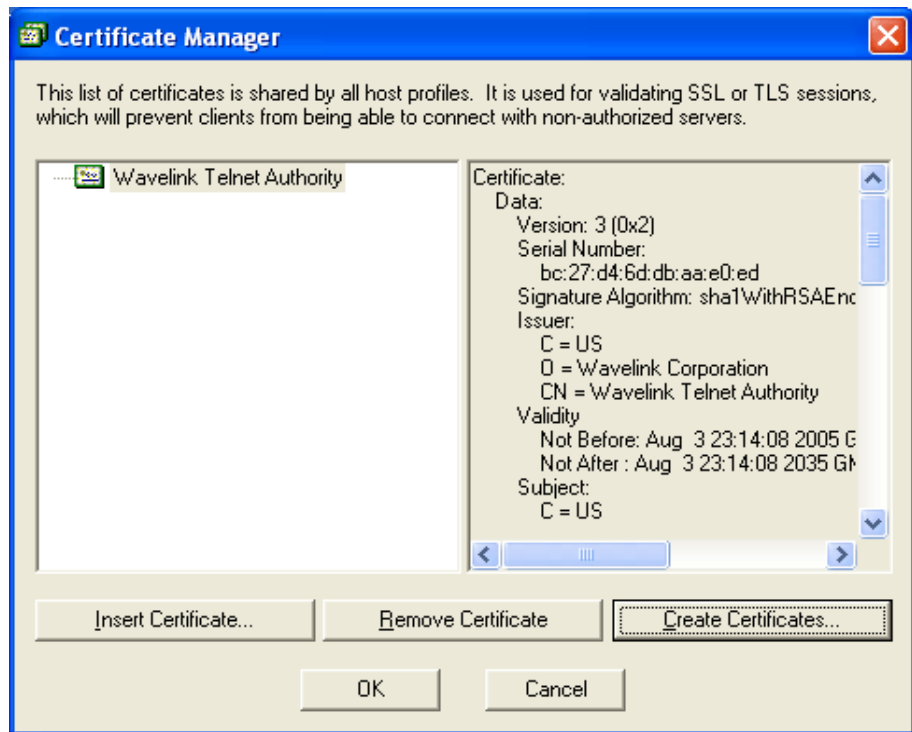 Certificate Manager
This list of certificates is shared by all host profiles.  It is used for validating SSL or TLS sessions,
which will prevent clients from being able to connect with non-authorized servers.
Wavelink Telnet Authority
Certificate:
Data:
Version: 3 (0x2)
Serial Number:
bc:27:d4:6d:db:aa:e0:ed
Signature Algorithm: sha1WithRSAEnc
Issuer:
C = US
O = Wavelink Corporation
CN = Wavelink Telnet Authority
Validity
Not Before: Aug  3 23:14:08 2005 G
Not After : Aug  3 23:14:08 2035 GM
Subject:
C = US
Insert Certificate...
Remove Certificate
Create Certificates...
OK
Cancel